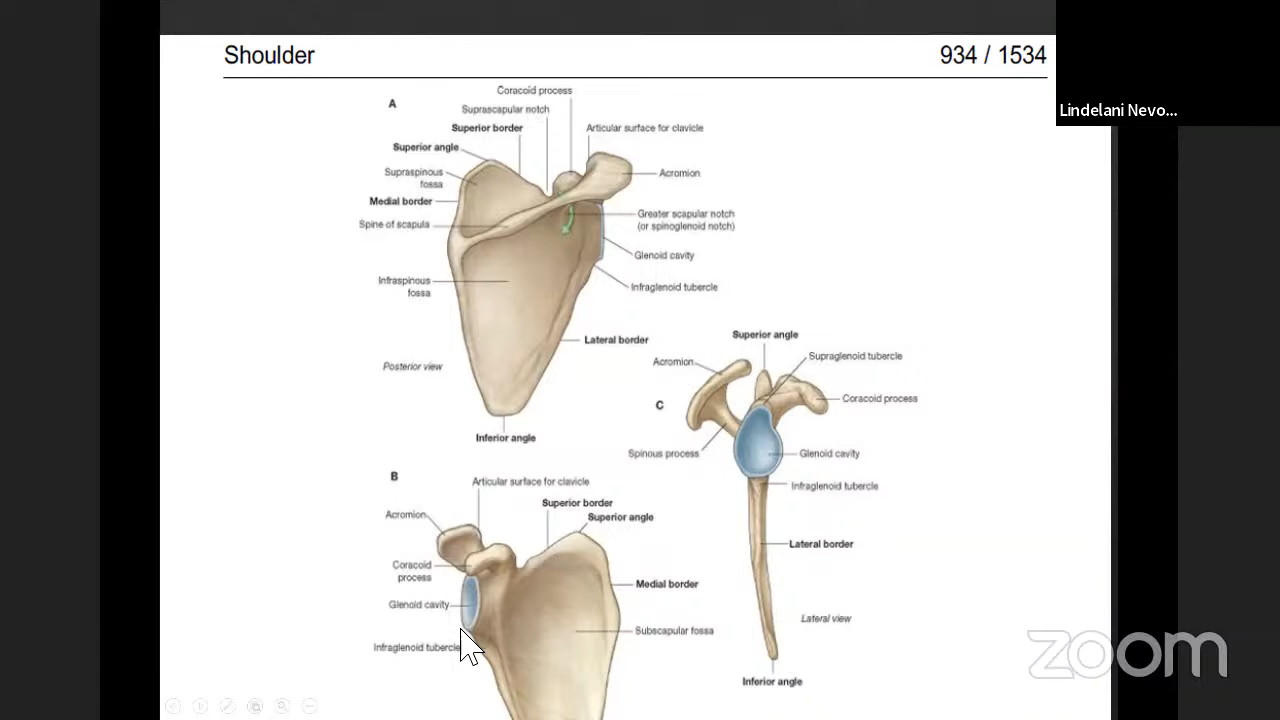 Shoulder
934 / 1534
Lindelani Nevo...
A
Coracoid process
Suprascapular notch
Superior border
Articular surface for clavicle
Superior angle
Supraspinous
fossa
Acromion
Medial border
Greater scapular notch
(or spinoglenoid notch)
Spine of scapula
Glenoid cavity
Infraspinous
fossa
Infraglenoid tubercle
Lateral border
Posterior view
Inferior angle
C
Superior angle
Supraglenoid tubercle
Acromion
Coracoid process
Spinous process
Glenoid cavity
Infraglenoid tubercle
Lateral border
Lateral view
Inferior angle
B
Articular surface for clavicle
Superior border
Superior angle
Acromion
Coracoid
process
Medial border
Glenoid cavity
Subscapular fossa
Infraglenoid tubercle
zoom